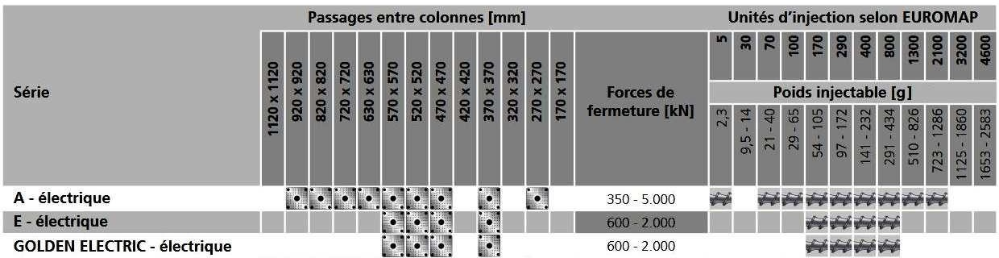 Passages entre colonnes [mm]
Unités d'injection selon EUROMAP
Série
1120 x 1120
920 x 920
820 x 820
720 x 720
630 x 630
570 x 570
520 x 520
470 x 470
420 x 420
370 x 370
320 x 320
270 x 270
170 x 170
Forces de
fermeture [kN]
5
30
70
100
170
290
400
800
1300
2100
3200
4600
Poids injectable [g]
2,3
9,5 - 14
21 - 40
29 - 65
54 - 105
97 - 172
141 - 232
291 - 434
510 - 826
723 - 1286
1125 - 1860
1653 - 2583
A - électrique
350 - 5.000
E - électrique
600 - 2.000
GOLDEN ELECTRIC - électrique
600 - 2.000